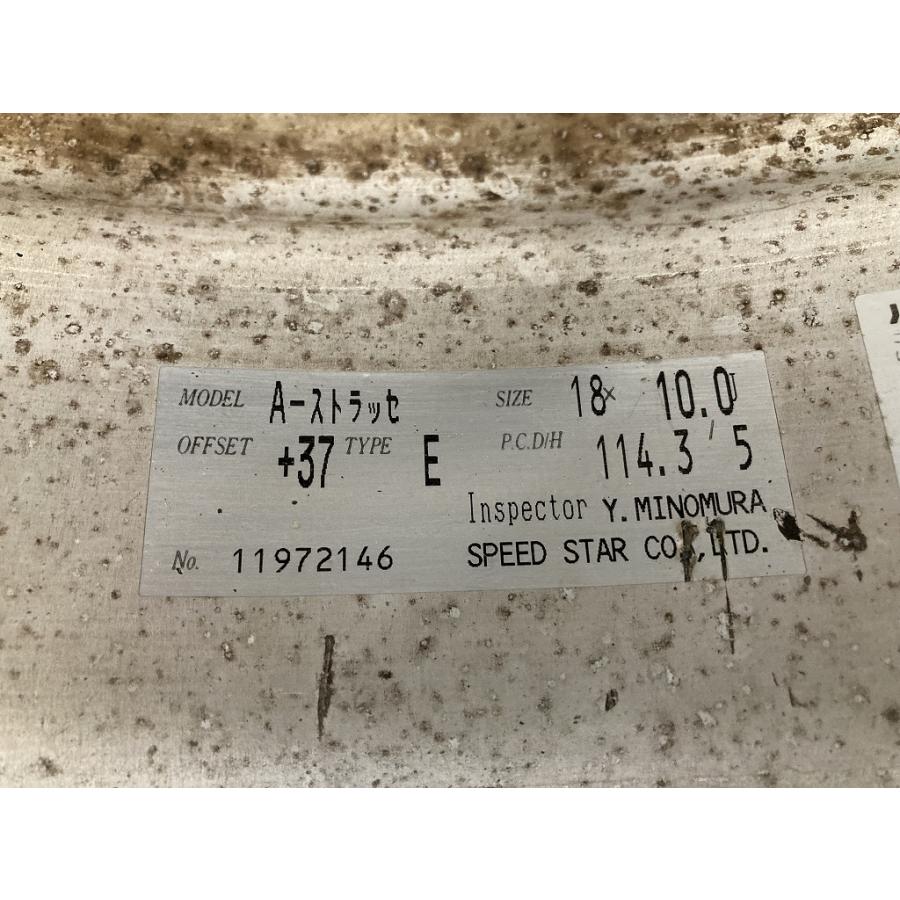 MODEL A-ストラッセ SIZE 18× 10.0J
OFFSET +37 TYPE E P.C.D/H 114.3 / 5
Inspector Y. MINOMURA
No. 11972146 SPEED STAR CO.,LTD.